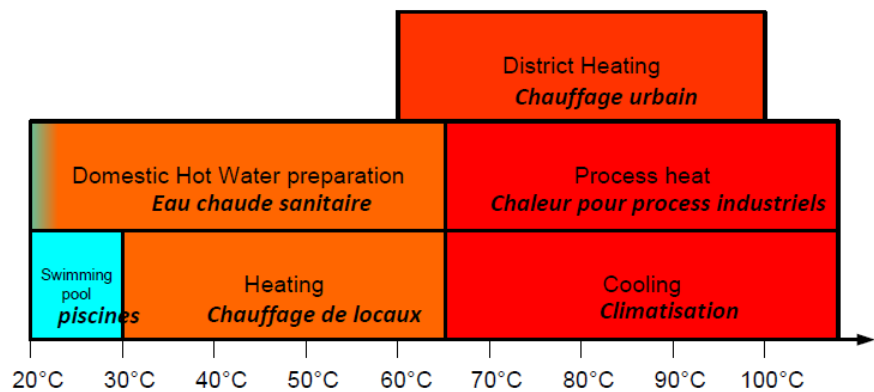 District Heating
Chauffage urbain
Domestic Hot Water preparation
Eau chaude sanitaire
Process heat
Chaleur pour process industriels
Swimming
pool
piscines
Heating
Chauffage de locaux
Cooling
Climatisation
20°C 30°C 40°C 50°C 60°C 70°C 80°C 90°C 100°C